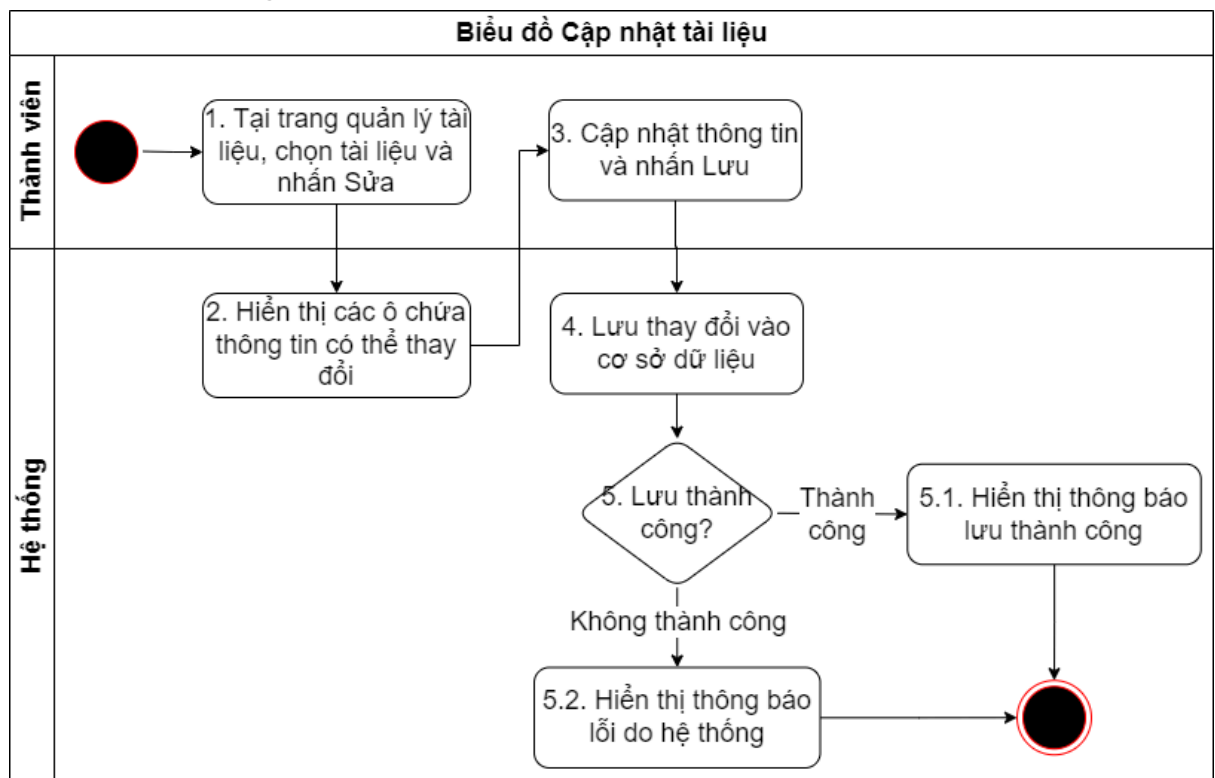 Biểu đồ Cập nhật tài liệu
Thành viên
1. Tại trang quản lý tài
liệu, chọn tài liệu và
nhấn Sửa
3. Cập nhật thông tin
và nhấn Lưu
Hệ thống
2. Hiển thị các ô chứa
thông tin có thể thay
đổi
4. Lưu thay đổi vào
cơ sở dữ liệu
5. Lưu thành
công?
Thành
công
5.1. Hiển thị thông báo
lưu thành công
Không thành công
5.2. Hiển thị thông báo
lỗi do hệ thống